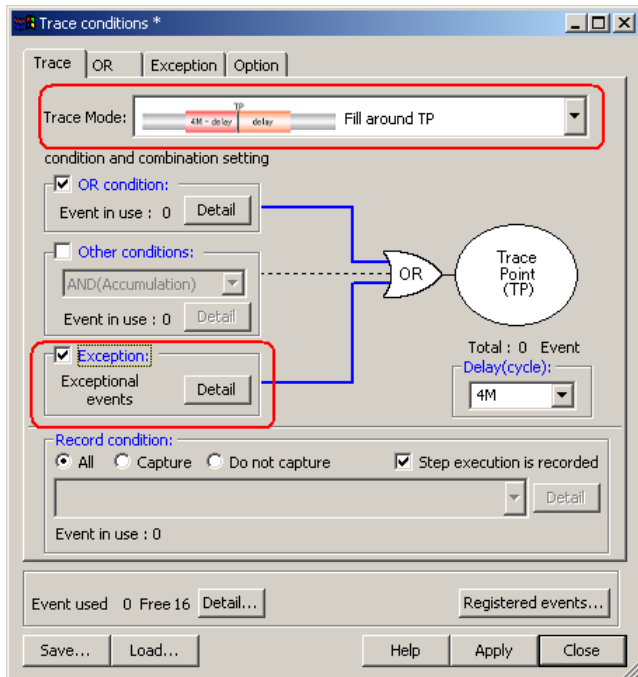 Trace conditions *
Trace OR Exception Option
TP
Trace Mode: 4M - delay delay Fill around TP
condition and combination setting
OR condition:
Event in use : 0 Detail
Other conditions:
AND(Accumulation)
Event in use : 0 Detail
Exception:
Exceptional
events
Detail
OR
Trace
Point
(TP)
Total : 0 Event
Delay(cycle):
4M
Record condition:
All Capture Do not capture Step execution is recorded
Detail
Event in use : 0
Event used 0 Free 16 Detail... Registered events...
Save... Load... Help Apply Close